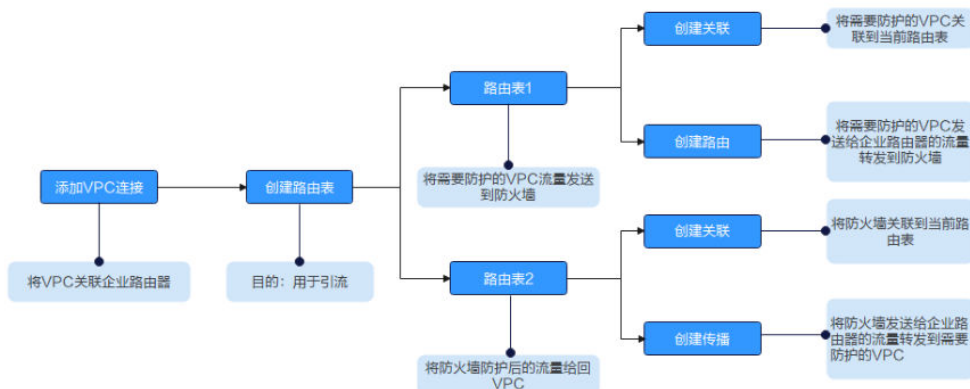 创建关联
将需要防护的VPC关
联到当前路由表
路由表1
创建路由
将需要防护的VPC发
送给企业路由器的流量
转发到防火墙
将需要防护的VPC流量发送
到防火墙
添加VPC连接
创建路由表
将VPC关联企业路由器
目的：用于引流
创建关联
将防火墙关联到当前路
由表
路由表2
创建传播
将防火墙发送给企业路
由器的流量转发到需要
防护的VPC
将防火墙防护后的流量给回
VPC